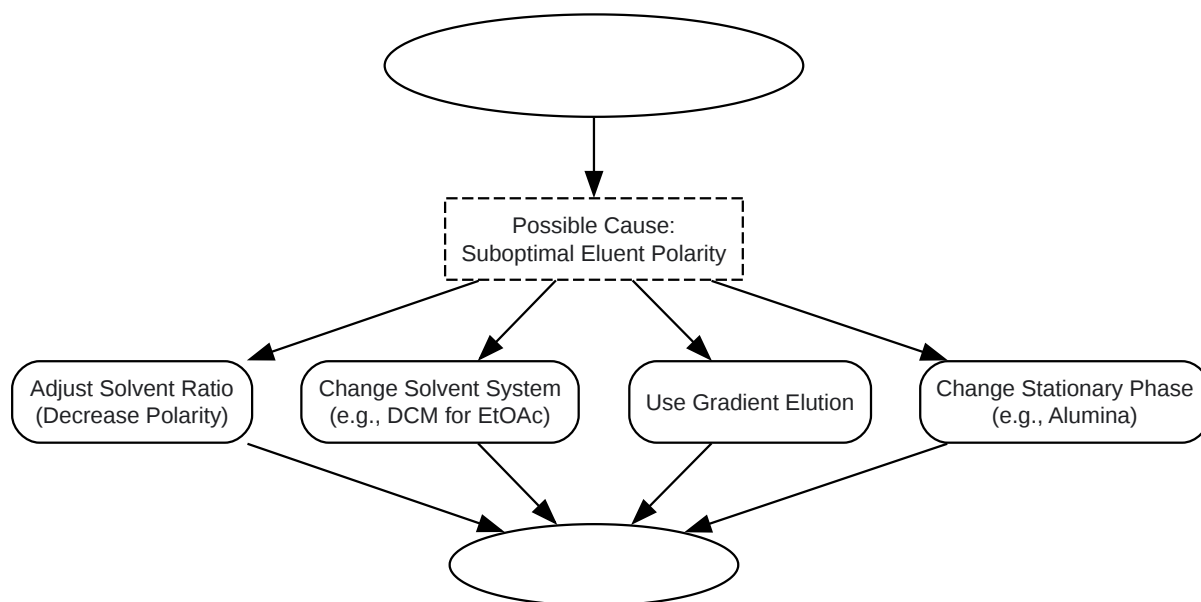 Possible Cause:
Suboptimal Eluent Polarity
Adjust Solvent Ratio
(Decrease Polarity)
Change Solvent System
(e.g., DCM for EtOAc)
Use Gradient Elution
Change Stationary Phase
(e.g., Alumina)